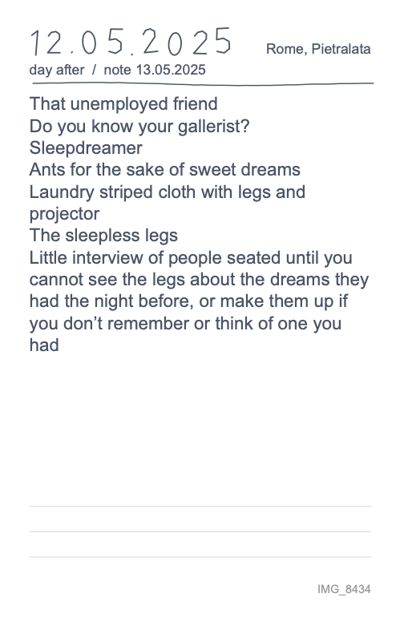 12.05.2025
Rome, Pietralata
day after / note 13.05.2025
That unemployed friend
Do you know your gallerist?
Sleepdreamer
Ants for the sake of sweet dreams
Laundry striped cloth with legs and
projector
The sleepless legs
Little interview of people seated until you
cannot see the legs about the dreams they
had the night before, or make them up if
you don’t remember or think of one you
had
IMG_8434